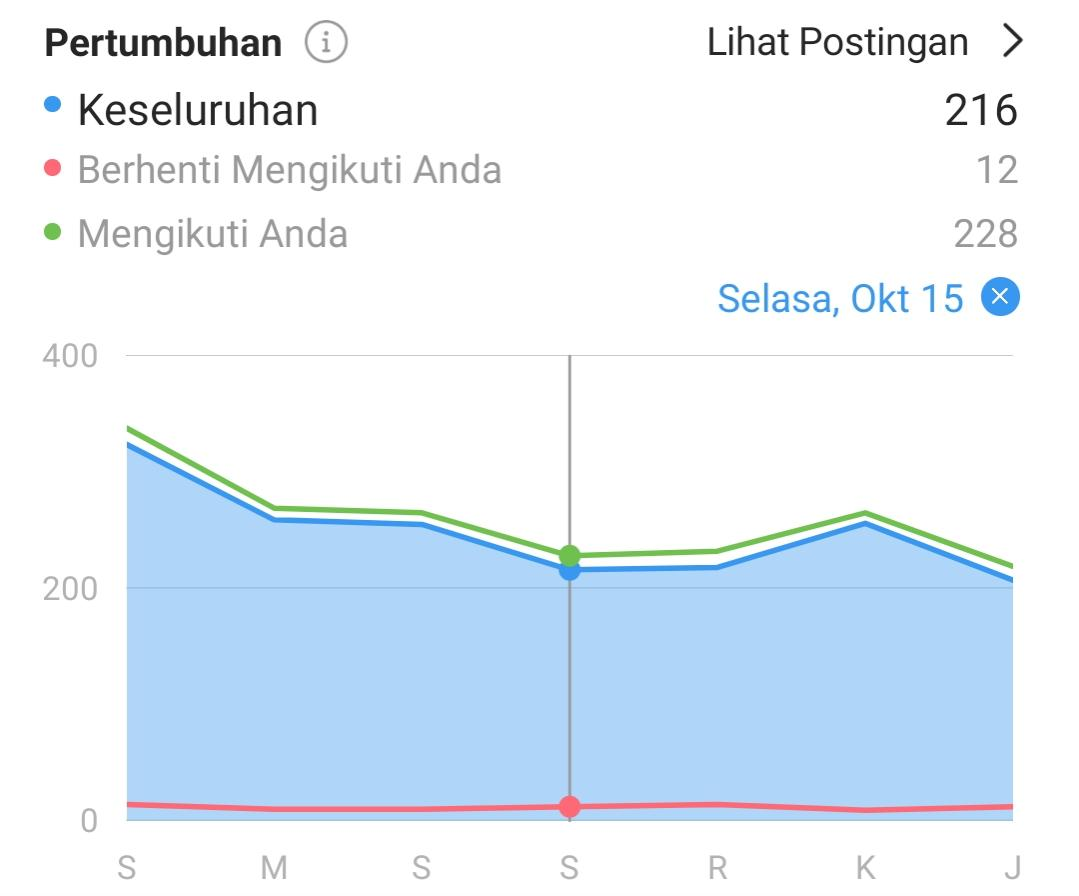 Pertumbuhan i Lihat Postingan
Keseluruhan 216
Berhenti Mengikuti Anda 12
Mengikuti Anda 228
Selasa, Okt 15
400
200
0
S M S S R K J